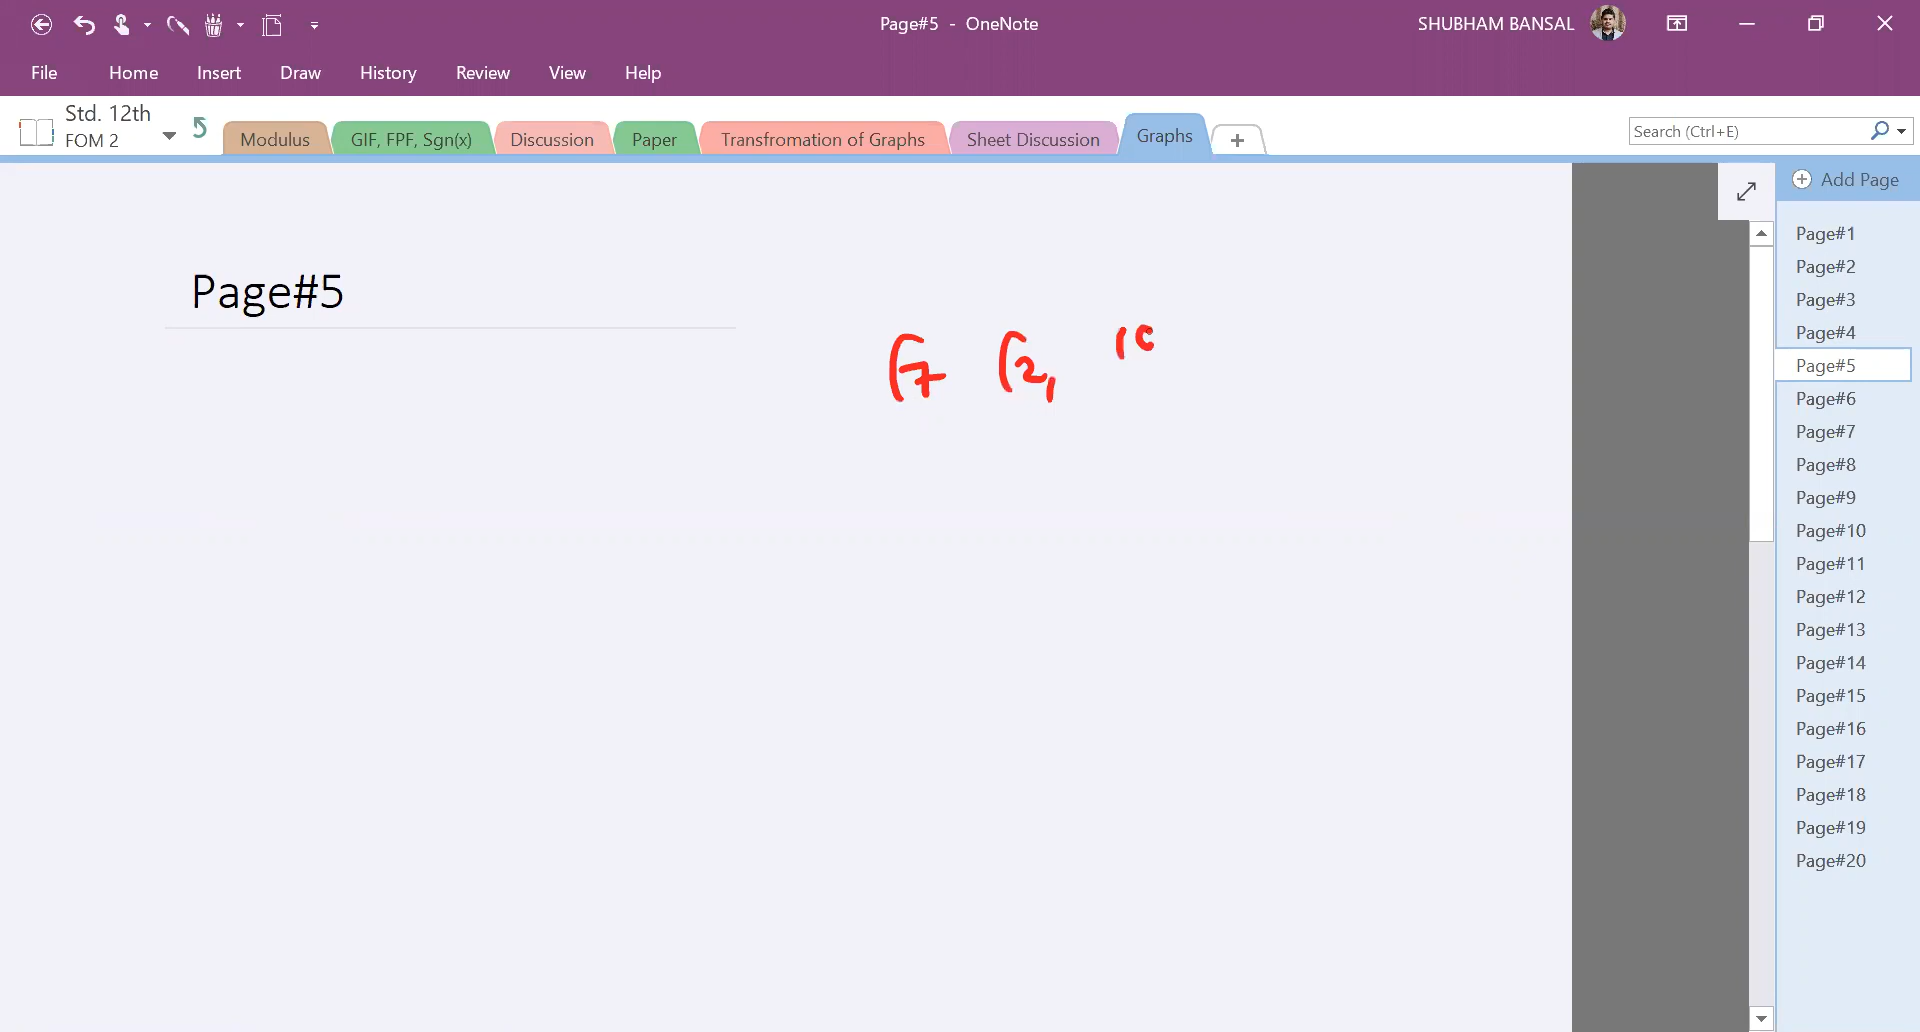 Page#5 - OneNote
SHUBHAM BANSAL
File Home Insert Draw History Review View Help
Std. 12th
FOM 2
Modulus GIF, FPF, Sgn(x) Discussion Paper Transfromation of Graphs Sheet Discussion Graphs
Search (Ctrl+E)
Add Page
Page#5
7 2, 10
Page#1
Page#2
Page#3
Page#4
Page#5
Page#6
Page#7
Page#8
Page#9
Page#10
Page#11
Page#12
Page#13
Page#14
Page#15
Page#16
Page#17
Page#18
Page#19
Page#20